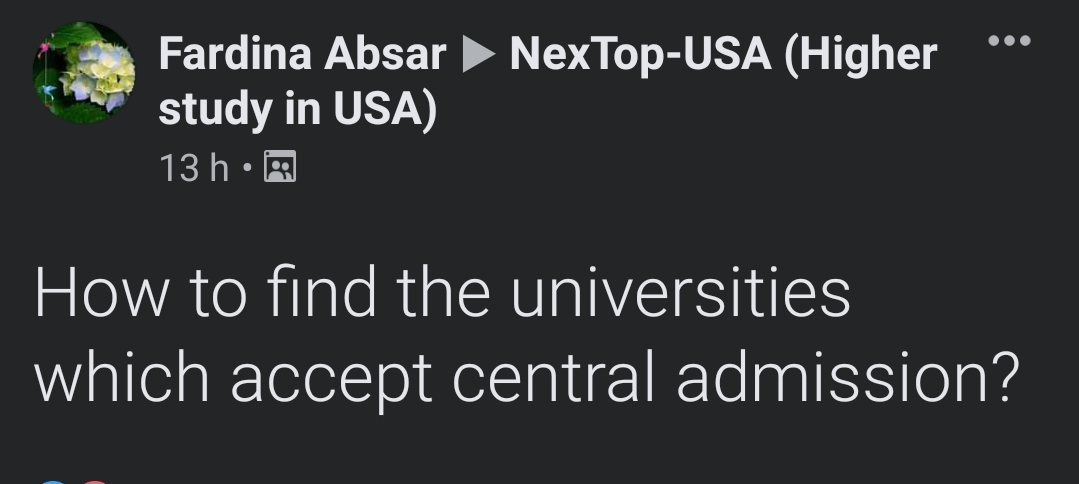 Fardina Absar ▶ NexTop-USA (Higher
study in USA)
13 h •
How to find the universities
which accept central admission?